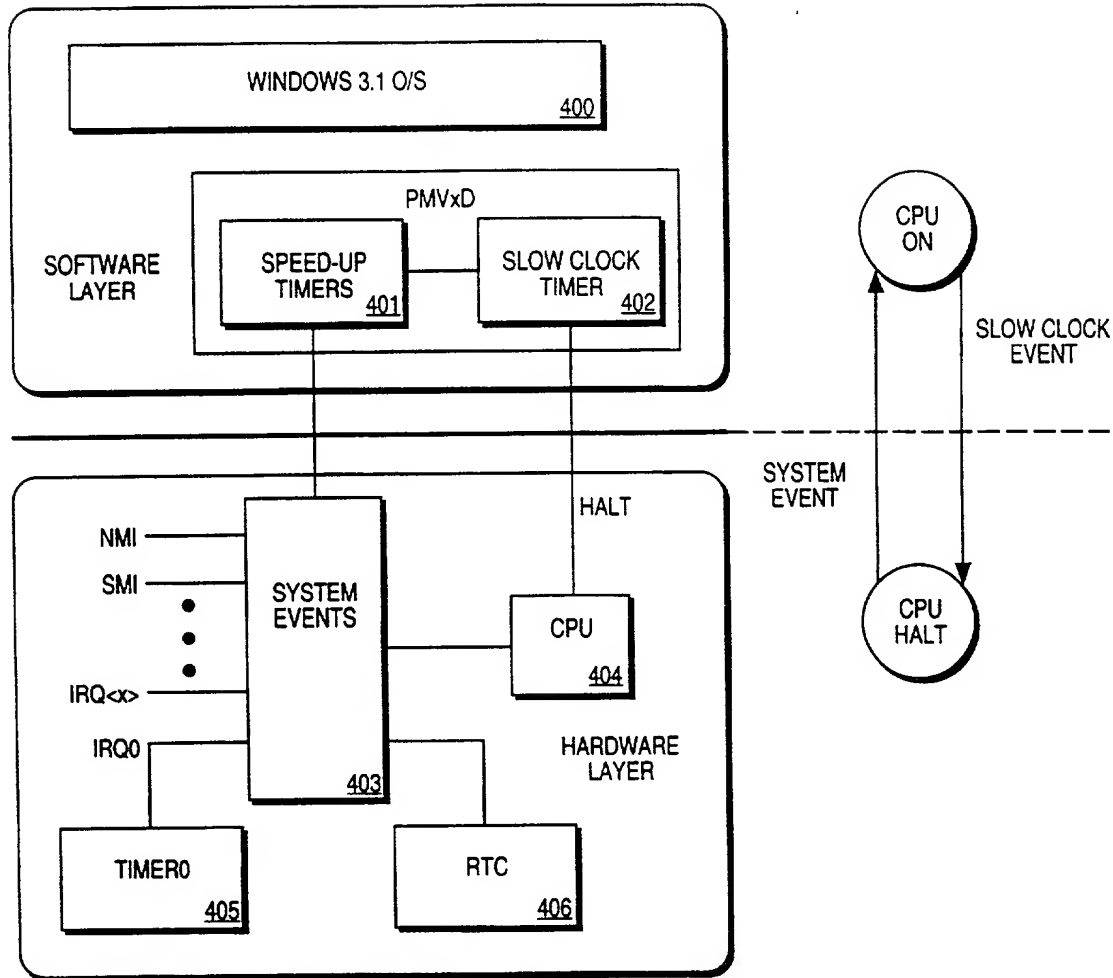 WINDOWS 3.1 O/S
400
PMVxD
SPEED-UP
TIMERS
401
SLOW CLOCK
TIMER
402
SOFTWARE
LAYER
CPU
ON
SLOW CLOCK
EVENT
SYSTEM
EVENT
CPU
HALT
HALT
NMI
SMI
IRQ<x>
IRQ0
SYSTEM
EVENTS
403
CPU
404
HARDWARE
LAYER
TIMER0
405
RTC
406